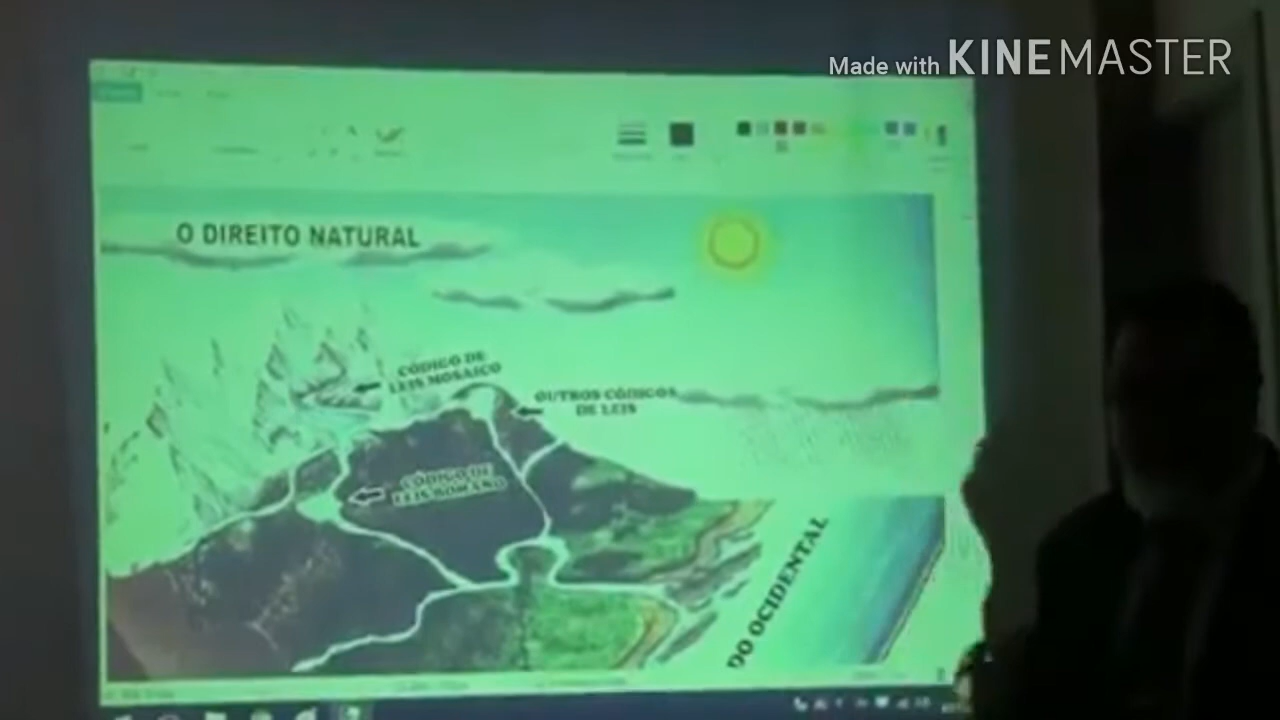 Made with KINEMASTER
O DIREITO NATURAL
CÓDIGO DE
LEIS MOSAICO
OUTROS CÓDIGOS
DE LEIS
CÓDIGO DE
LEIS ROMANO
DO OCIDENTAL